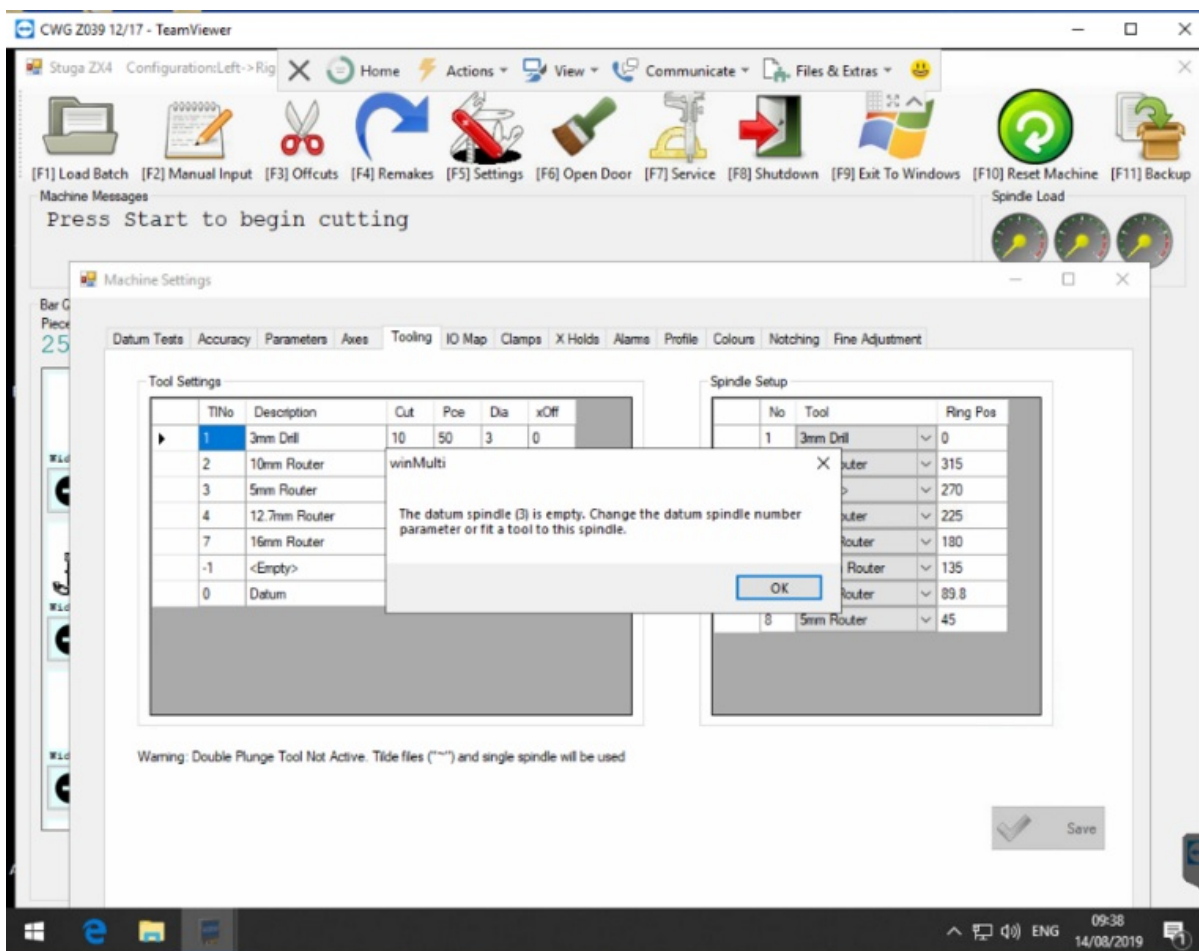 CWG Z039 12/17 - TeamViewer
Stuga ZX4 Configuration:Left->Rig
Home Actions View Communicate Files & Extras
[F1] Load Batch [F2] Manual Input [F3] Offcuts [F4] Remakes [F5] Settings [F6] Open Door [F7] Service [F8] Shutdown [F9] Exit To Windows [F10] Reset Machine [F11] Backup
Machine Messages
Spindle Load
Press Start to begin cutting
Machine Settings
Bar
Piece
25
Datum Tests Accuracy Parameters Axes Tooling IO Map Clamps X Holds Alarms Profile Colours Notching Fine Adjustment
Tool Settings
TlNo Description Cut Pce Dia xOff
1 3mm Drill 10 50 3 0
2 10mm Router
3 5mm Router
4 12.7mm Router
7 16mm Router
-1 <Empty>
0 Datum
Spindle Setup
No Tool Ring Pos
1 3mm Drill 0
315
270
225
Router 180
Router 135
Router 89.8
8 5mm Router 45
winMulti
The datum spindle (3) is empty. Change the datum spindle number
parameter or fit a tool to this spindle.
OK
Warning: Double Plunge Tool Not Active. Tilde files ("~") and single spindle will be used
Save
ENG
09:38
14/08/2019